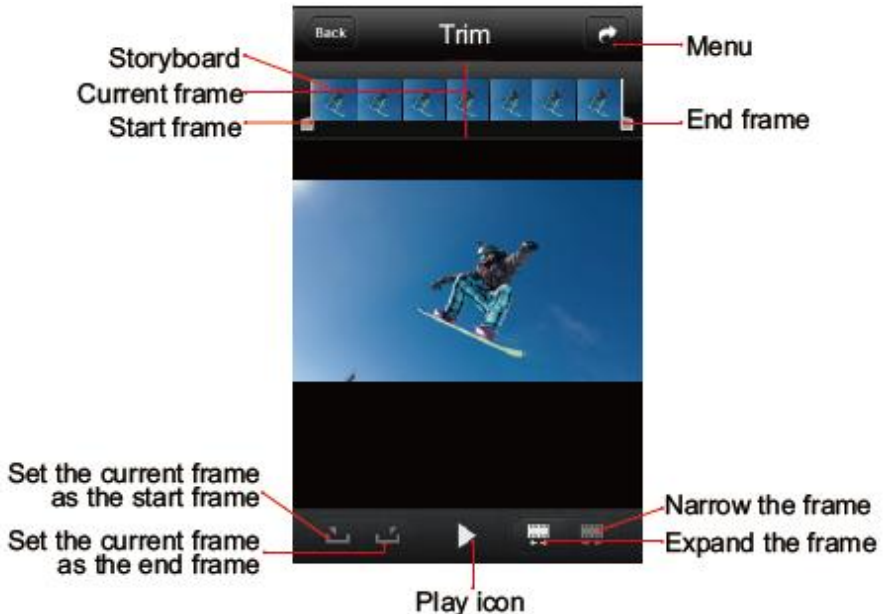 Back
Trim
Menu
Storyboard
Current frame
Start frame
End frame
Set the current frame
as the start frame
Set the current frame
as the end frame
Narrow the frame
Expand the frame
Play icon